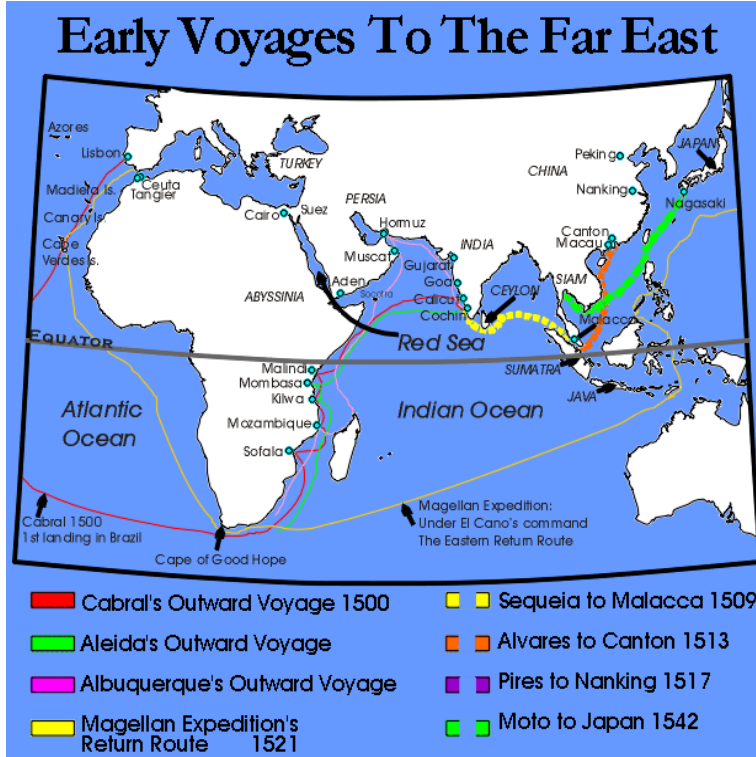 Early Voyages To The Far East
Azores
Lisbon
Madiera Is.
Ceuta
Tangier
Canary Is.
Cape
Verdes Is.
TURKEY
Cairo
Suez
PERSIA
Hormuz
Muscat
Gujarat
INDIA
Goa
Calicut
Cochin
Aden
Socotra
ABYSSINIA
CEYLON
CHINA
Peking
Nanking
JAPAN
Nagasaki
Canton
Macau
SIAM
Malacca
Red Sea
EQUATOR
SUMATRA
JAVA
Malindi
Mombasa
Kilwa
Mozambique
Sofala
Atlantic
Ocean
Indian Ocean
Cabral 1500
1st landing in Brazil
Cape of Good Hope
Magellan Expedition:
Under El Cano's command
The Eastern Return Route
Cabral's Outward Voyage 1500
Aleida's Outward Voyage
Albuquerque's Outward Voyage
Magellan Expedition's
Return Route 1521
Sequeia to Malacca 1509
Alvares to Canton 1513
Pires to Nanking 1517
Moto to Japan 1542